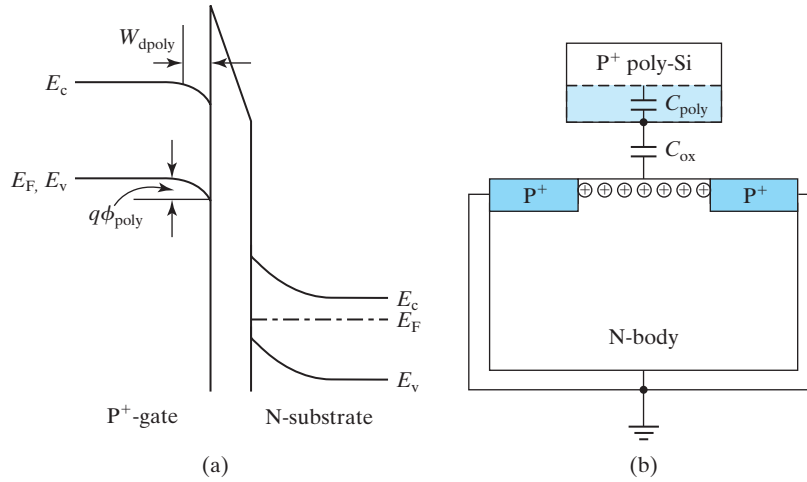 W_dpoly
E_c
E_F, E_v
qϕ_poly
E_c
E_F
E_v
P⁺-gate
N-substrate
(a)
P⁺ poly-Si
C_poly
C_ox
P⁺
P⁺
N-body
(b)